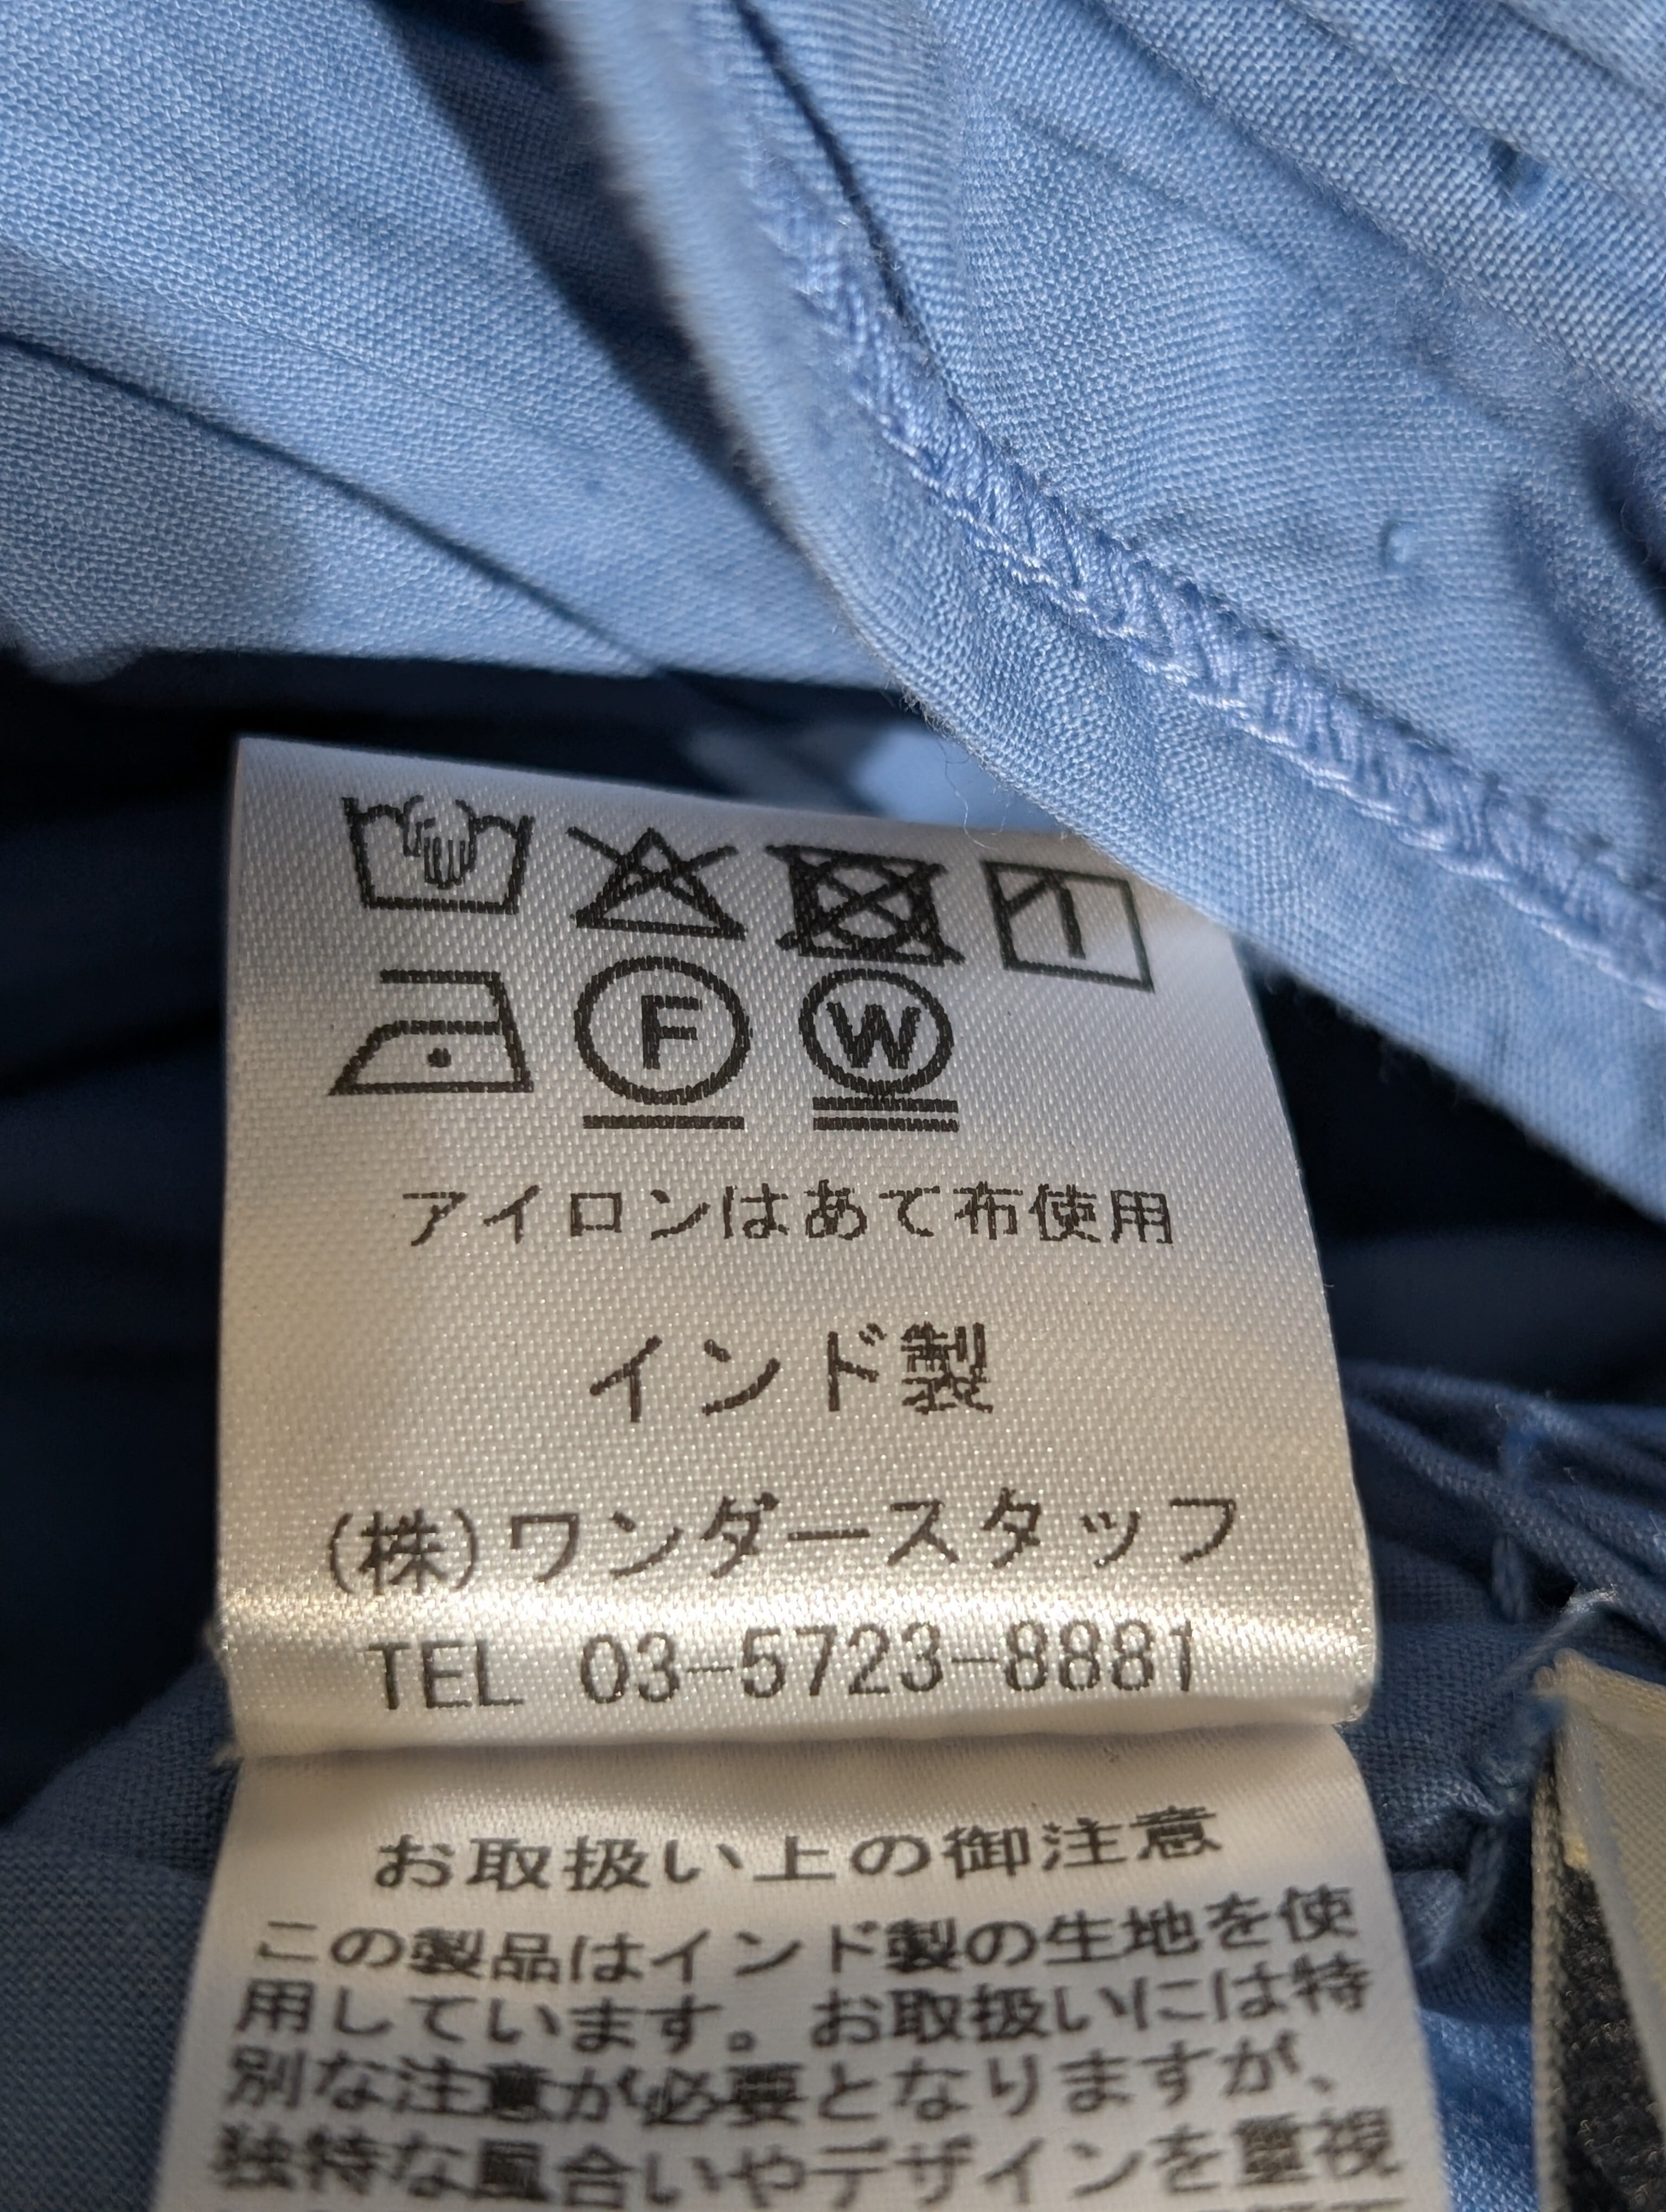 F W
アイロンはあて布使用
インド製
(株)ワンダースタッフ
TEL 03-5723-8881
お取扱い上の御注意
この製品はインド製の生地を使
用しています。お取扱いには特
別な注意が必要となりますが、
独特な風合いやデザインを重視